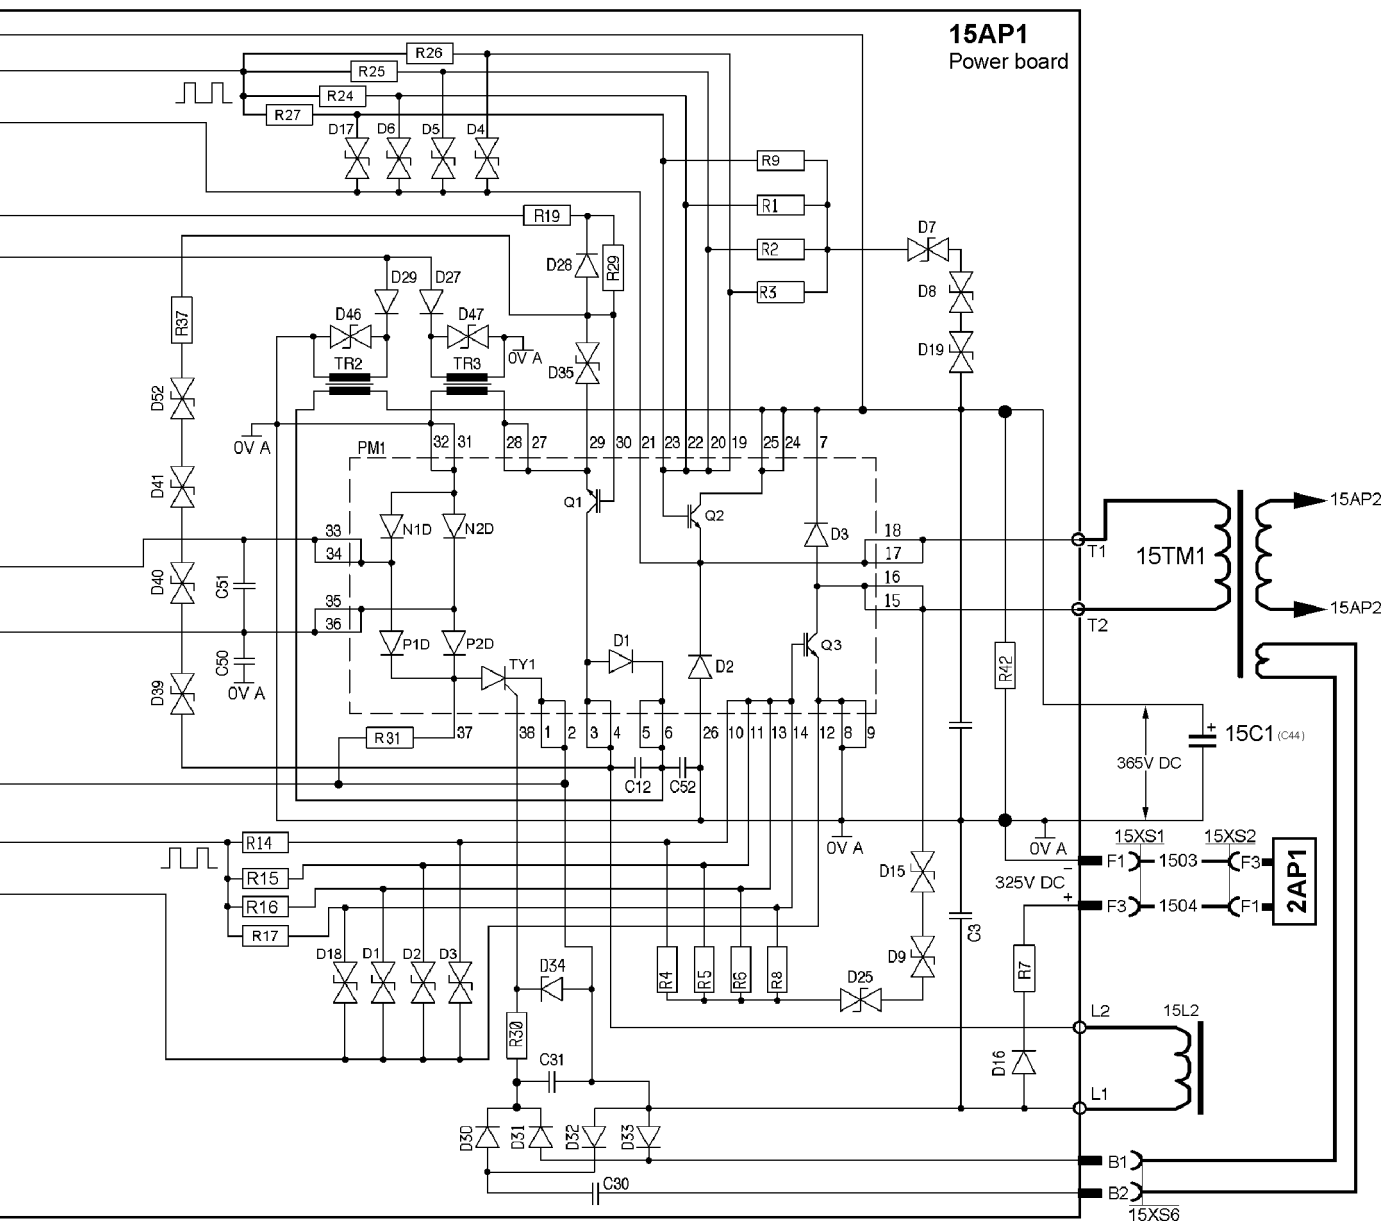 15AP1
Power board
R26
R25
R24
R27
D17 D6 D5 D4
R9
R1
R2
R3
R19
D7
D28
R29
D8
D29 D27
D46 D47
R37
D19
0V A
TR2 TR3
D35
D52
0V A
PM1
32 31 28 27 29 30 21 23 22 20 19 25 24 7
D41
Q1
Q2
15AP2
N1D N2D
D3
33
34
18
17
T1
15TM1
D40
C51
16
15
35
36
15AP2
T2
P1D P2D
D1
Q3
C50
TY1
D2
R42
0V A
D39
R31
37 38 1 2 3 4 5 6 26 10 11 13 14 12 8 9
+
15C1 (C44)
365V DC
C12 C52
R14
0V A
0V A
15XS1 15XS2
R15
D15
F1 1503 F3
−
325V DC
2AP1
R16
+
F3 1504 F1
R17
C3
D18 D1 D2 D3
D34
R4 R5 R6 R8
D25
D9
R7
L2
15L2
R30
C31
D16
L1
D30 D31 D32 D33
B1
C30
B2
15XS6